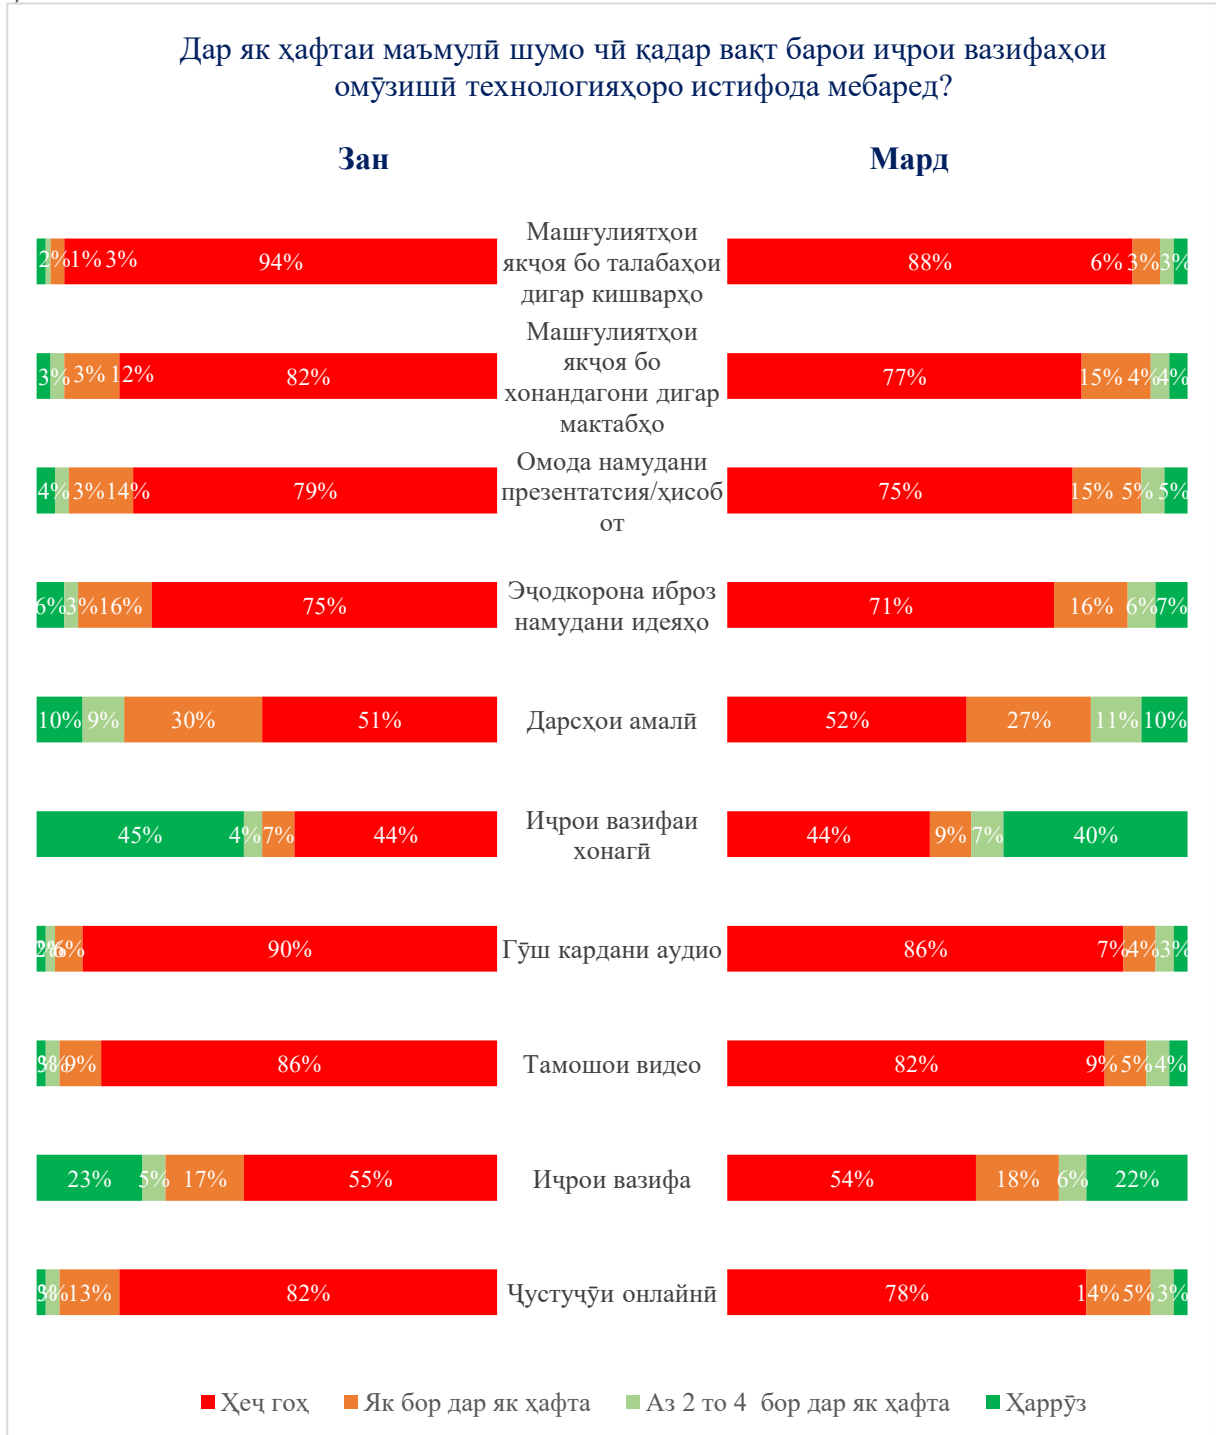 Дар як ҳафтаи маъмулӣ шумо чӣ қадар вақт барои иҷрои вазифаҳои
омӯзишӣ технологияҳоро истифода мебаред?
Зан
Мард
2% 1% 3% 94%
Машғулиятҳои
якҷоя бо талабаҳои
дигар кишварҳо
88% 6% 3% 3%
3% 3% 12% 82%
Машғулиятҳои
якҷоя бо
хонандагони дигар
мактабҳо
77% 15% 4% 4%
4% 3% 14% 79%
Омода намудани
презентатсия/ҳисоб
от
75% 15% 5% 5%
6% 3% 16% 75%
Эҷодкорона иброз
намудани идеяҳо
71% 16% 6% 7%
10% 9% 30% 51%
Дарсҳои амалӣ
52% 27% 11% 10%
45% 4% 7% 44%
Иҷрои вазифаи
хонагӣ
44% 9% 7% 40%
6% 90%
Гӯш кардани аудио
86% 7% 4% 3%
9% 86%
Тамошои видео
82% 9% 5% 4%
23% 5% 17% 55%
Иҷрои вазифа
54% 18% 6% 22%
13% 82%
Ҷустуҷӯи онлайнӣ
78% 14% 5% 3%
Ҳеҷ гоҳ
Як бор дар як ҳафта
Аз 2 то 4 бор дар як ҳафта
Ҳаррӯз